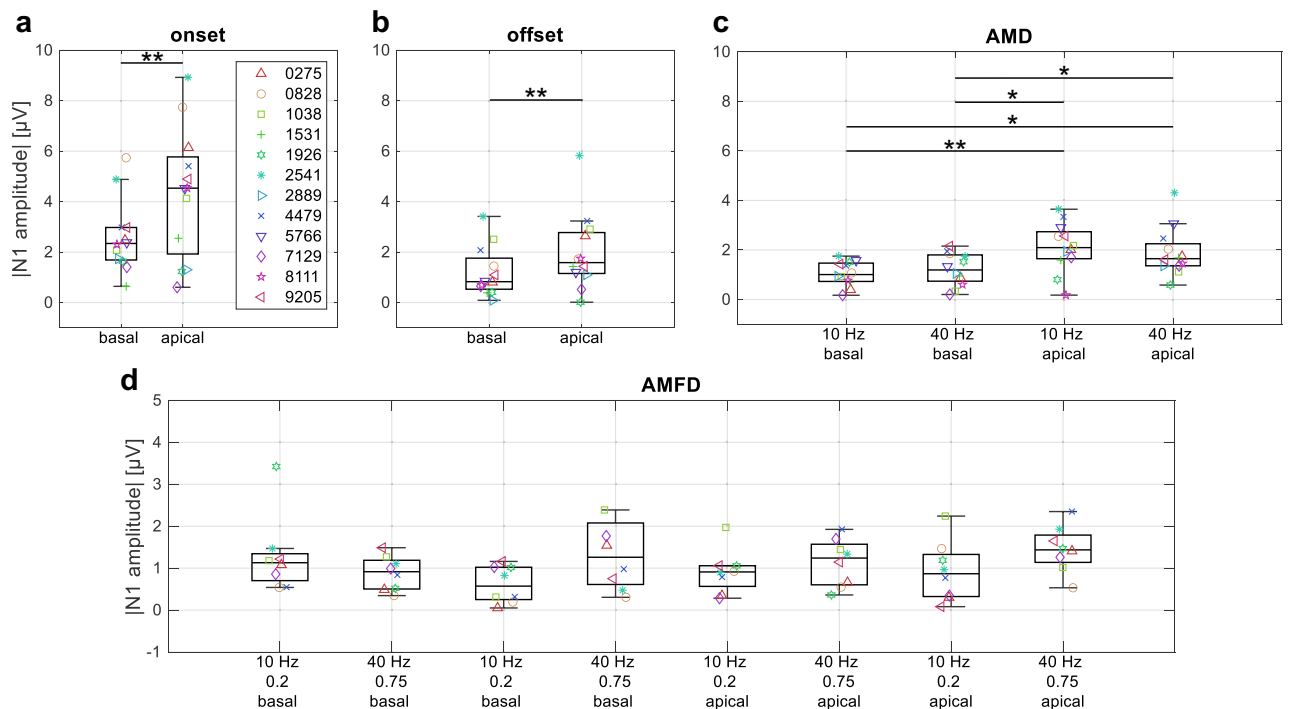 a
onset
10
8
6
4
2
0
|N1 amplitude| [µV]
**
basal apical
0275
0828
1038
1531
1926
2541
2889
4479
5766
7129
8111
9205
b
offset
10
8
6
4
2
0
**
basal apical
c
AMD
10
8
6
4
2
0
*
*
*
**
10 Hz 40 Hz 10 Hz 40 Hz
basal basal apical apical
d
AMFD
5
4
3
2
1
0
-1
|N1 amplitude| [µV]
10 Hz 40 Hz 10 Hz 40 Hz 10 Hz 40 Hz 10 Hz 40 Hz
0.2 0.75 0.2 0.75 0.2 0.75 0.2 0.75
basal basal basal basal apical apical apical apical